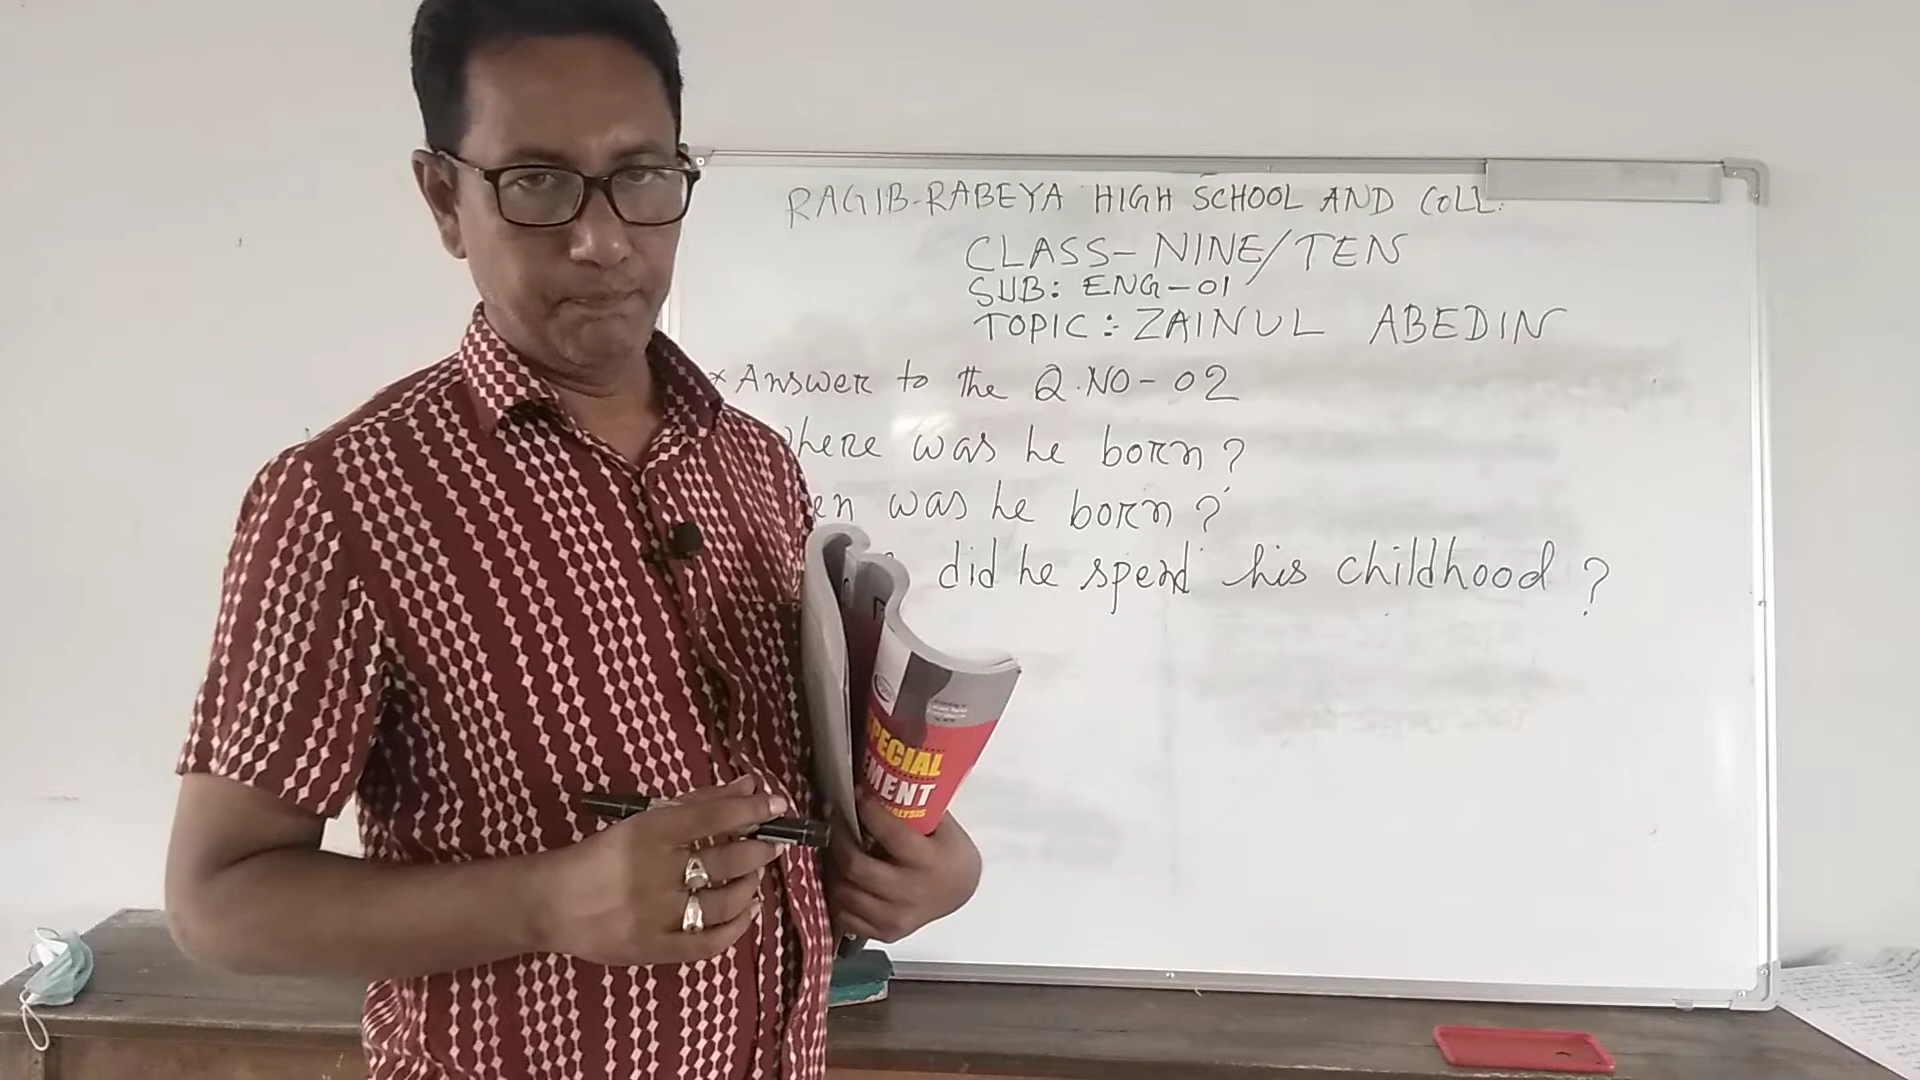 RAGIB-RABEYA HIGH SCHOOL AND COLL.
CLASS-NINE/TEN
SUB: ENG-01
TOPIC: ZAINUL ABEDIN
* Answer to the Q.NO-02
here was he born?
en was he born?
did he spend his childhood?
PECIAL
MENT
ALYSIS